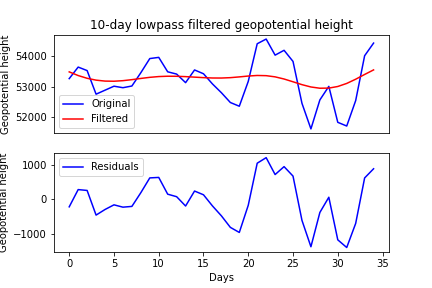 10-day lowpass filtered geopotential height
Geopotential height
54000
53000
52000
Original
Filtered
Geopotential height
1000
0
−1000
Residuals
0 5 10 15 20 25 30 35
Days